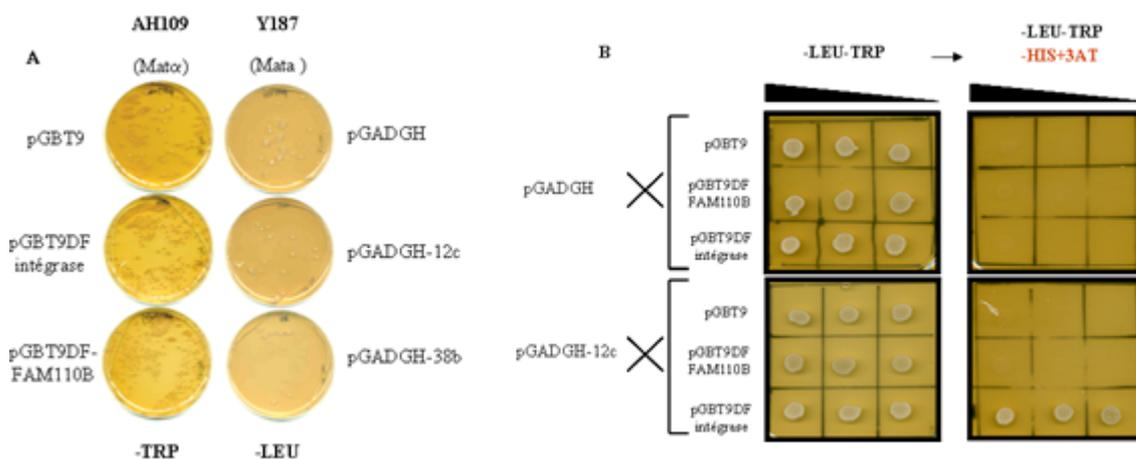 AH109
Y187
A
(Matα)
(Mata )
pGBT9
pGADGH
pGBT9DF
intégrase
pGADGH-12c
pGBT9DF-
FAM110B
pGADGH-38b
-TRP
-LEU
B
-LEU-TRP
-LEU-TRP
-HIS+3AT
pGADGH
pGBT9
pGBT9DF
FAM110B
pGBT9DF
intégrase
pGADGH-12c
pGBT9
pGBT9DF
FAM110B
pGBT9DF
intégrase